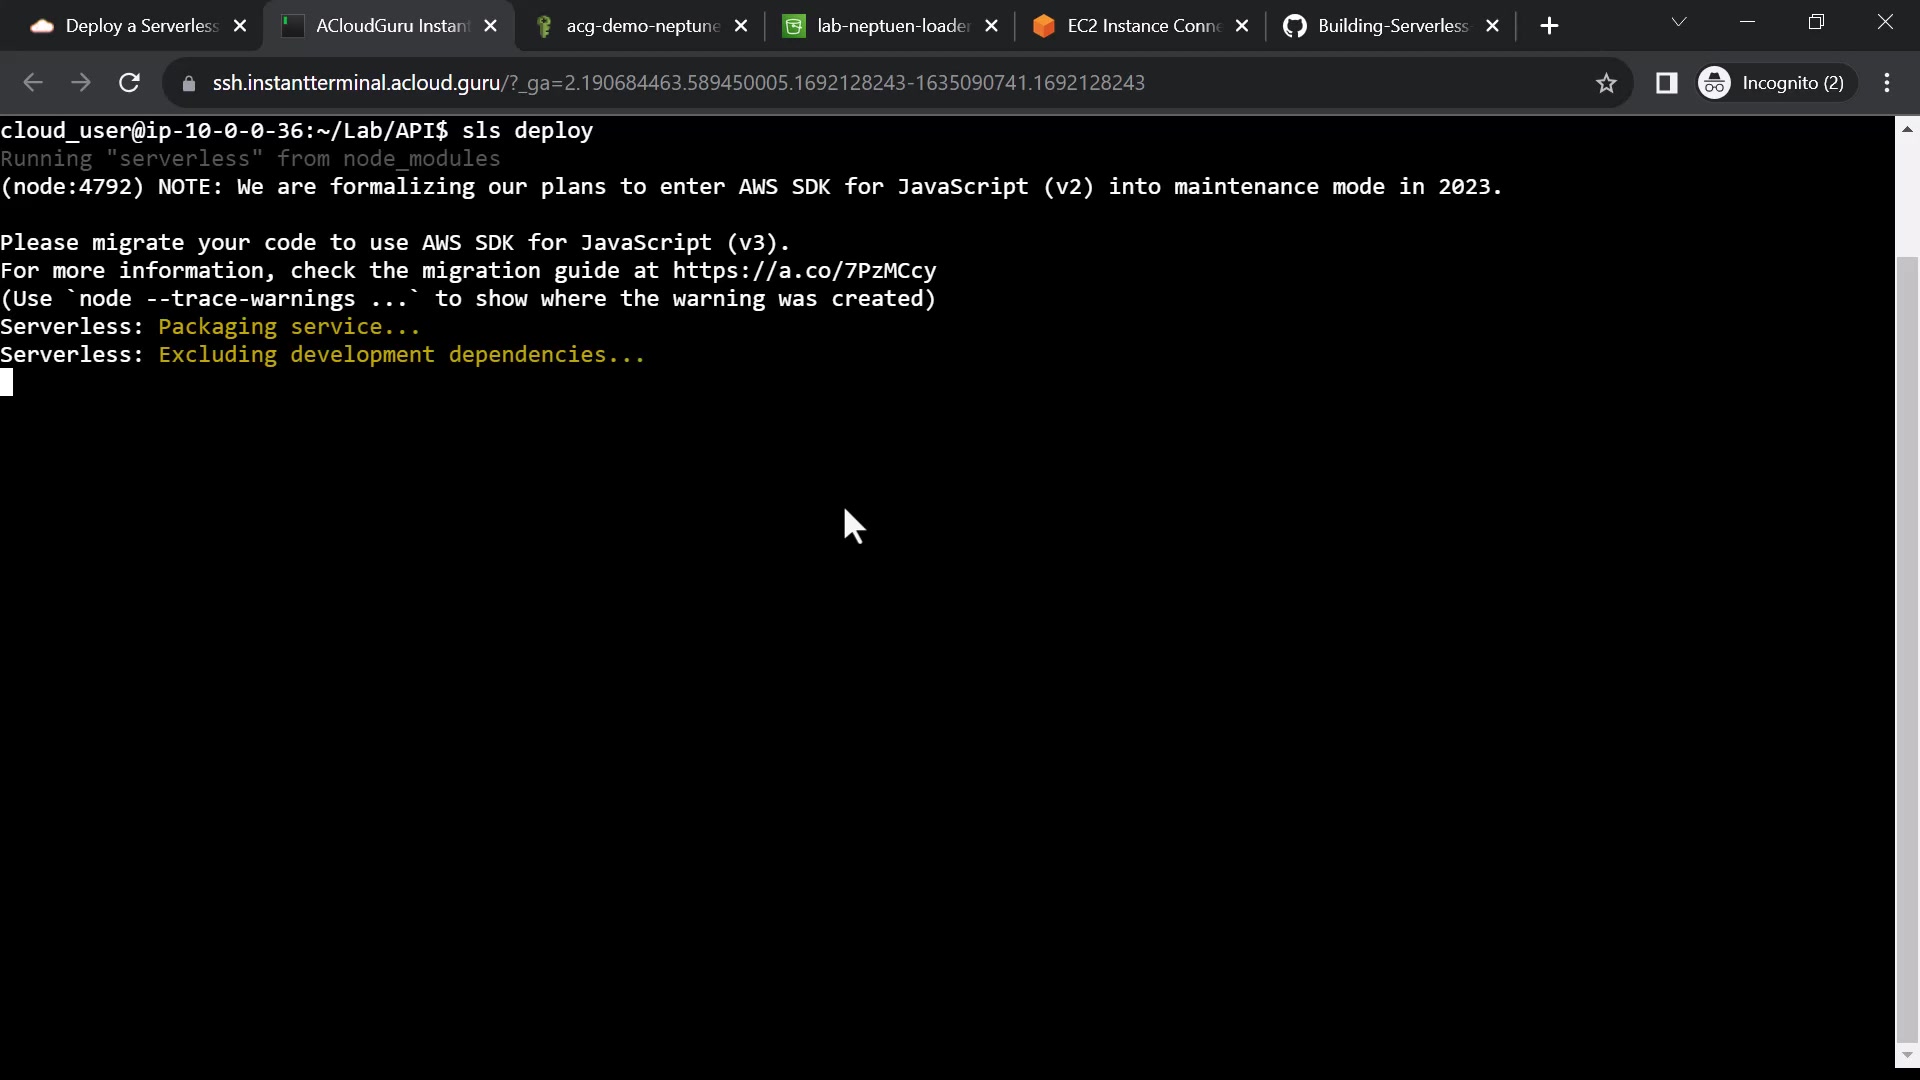 Deploy a Serverless
ACloudGuru Instant
acg-demo-neptune
lab-neptuen-loader
EC2 Instance Conne
Building-Serverless-
ssh.instantterminal.acloud.guru/?_ga=2.190684463.589450005.1692128243-1635090741.1692128243
Incognito (2)
cloud_user@ip-10-0-0-36:~/Lab/API$ sls deploy
Running "serverless" from node_modules
(node:4792) NOTE: We are formalizing our plans to enter AWS SDK for JavaScript (v2) into maintenance mode in 2023.
Please migrate your code to use AWS SDK for JavaScript (v3).
For more information, check the migration guide at https://a.co/7PzMCcy
(Use `node --trace-warnings ...` to show where the warning was created)
Serverless: Packaging service...
Serverless: Excluding development dependencies...